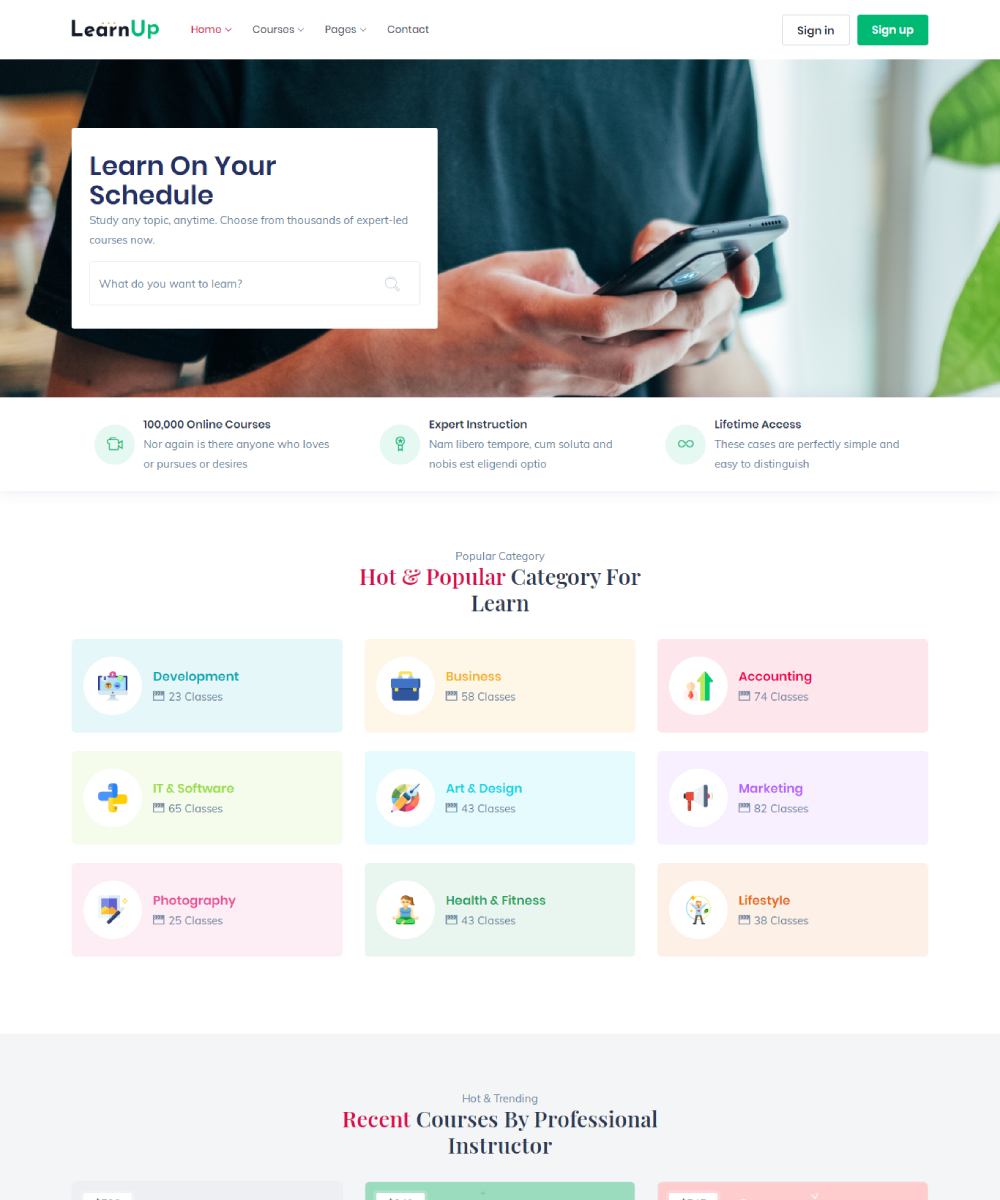 LearnUp
Home
Courses
Pages
Contact
Sign in
Sign up
Learn On Your
Schedule
Study any topic, anytime. Choose from thousands of expert-led
courses now.
What do you want to learn?
100,000 Online Courses
Nor again is there anyone who loves
or pursues or desires
Expert Instruction
Nam libero tempore, cum soluta and
nobis est eligendi optio
Lifetime Access
These cases are perfectly simple and
easy to distinguish
Popular Category
Hot & Popular Category For
Learn
Development
23 Classes
Business
58 Classes
Accounting
74 Classes
IT & Software
65 Classes
Art & Design
43 Classes
Marketing
82 Classes
Photography
25 Classes
Health & Fitness
43 Classes
Lifestyle
38 Classes
Hot & Trending
Recent Courses By Professional
Instructor